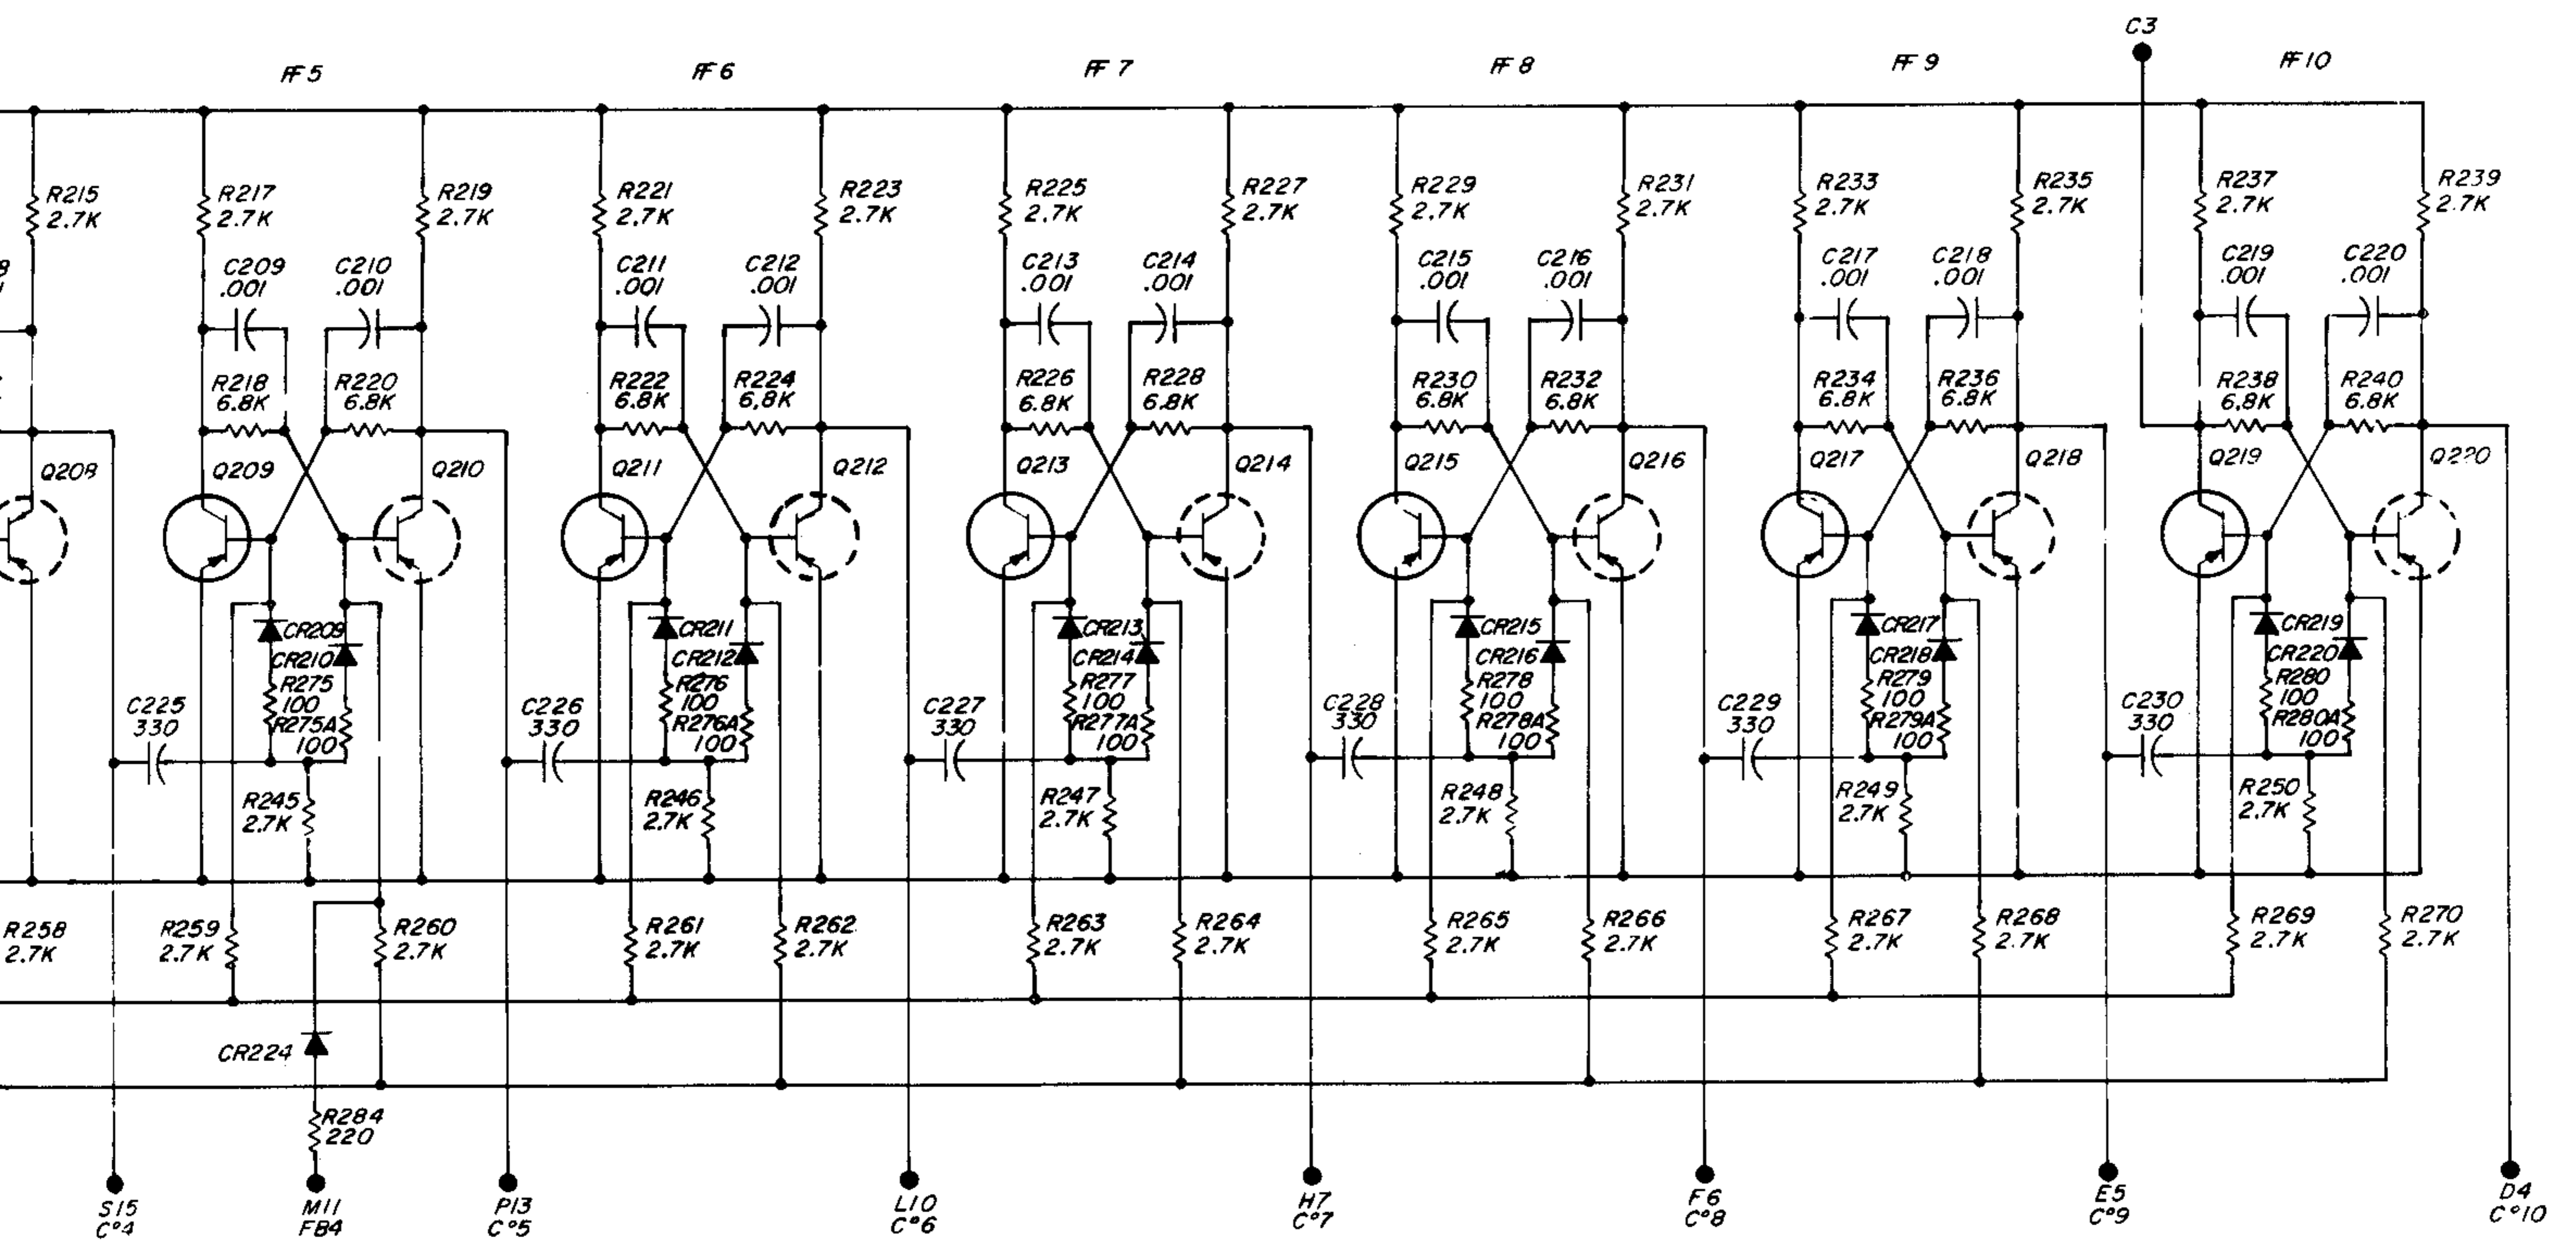 C3
FF 5
FF 6
FF 7
FF 8
FF 9
FF 10
R215
2.7K
R217
2.7K
R219
2.7K
R221
2.7K
R223
2.7K
R225
2.7K
R227
2.7K
R229
2.7K
R231
2.7K
R233
2.7K
R235
2.7K
R237
2.7K
R239
2.7K
C209
.001
C210
.001
C211
.001
C212
.001
C213
.001
C214
.001
C215
.001
C216
.001
C217
.001
C218
.001
C219
.001
C220
.001
R218
6.8K
R220
6.8K
R222
6.8K
R224
6.8K
R226
6.8K
R228
6.8K
R230
6.8K
R232
6.8K
R234
6.8K
R236
6.8K
R238
6.8K
R240
6.8K
Q208
Q209
Q210
Q211
Q212
Q213
Q214
Q215
Q216
Q217
Q218
Q219
Q220
CR209
CR210
R275
100
R275A
100
CR211
CR212
R276
100
R276A
100
CR213
CR214
R277
100
R277A
100
CR215
CR216
R278
100
R278A
100
CR217
CR218
R279
100
R279A
100
CR219
CR220
R280
100
R280A
100
C225
330
C226
330
C227
330
C228
330
C229
330
C230
330
R245
2.7K
R246
2.7K
R247
2.7K
R248
2.7K
R249
2.7K
R250
2.7K
R258
2.7K
R259
2.7K
R260
2.7K
R261
2.7K
R262
2.7K
R263
2.7K
R264
2.7K
R265
2.7K
R266
2.7K
R267
2.7K
R268
2.7K
R269
2.7K
R270
2.7K
CR224
R284
220
S15
C°4
M11
FB4
P13
C°5
L10
C°6
H7
C°7
F6
C°8
E5
C°9
D4
C°10